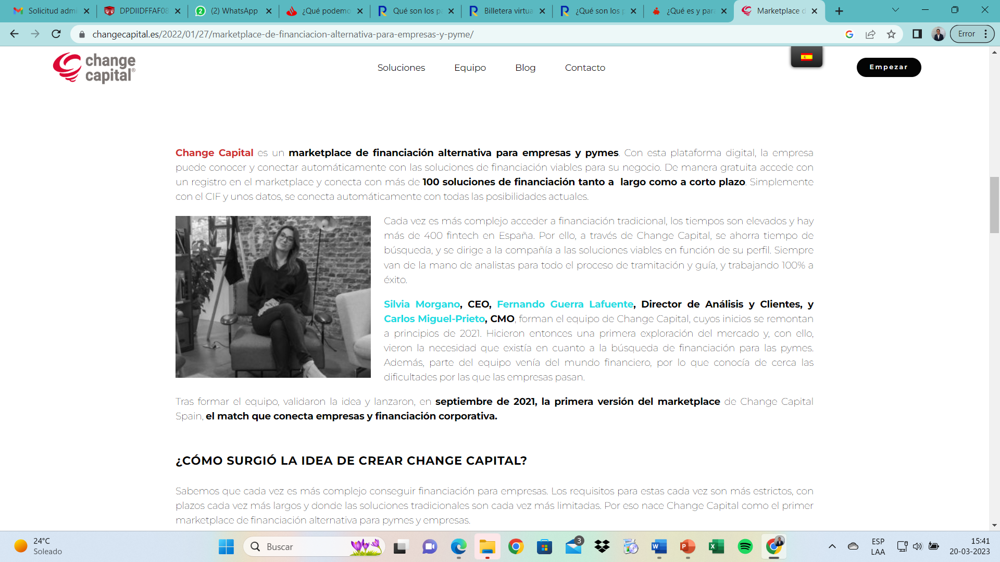 Solicitud admi
DPDIIDFFAF08
(2) WhatsApp
¿Qué podemo
Qué son los p
Billetera virtua
¿Qué son los p
¿Qué es y para
Marketplace d
changecapital.es/2022/01/27/marketplace-de-financiacion-alternativa-para-empresas-y-pyme/
Error
change
capital®
Soluciones
Equipo
Blog
Contacto
Empezar
Change Capital es un marketplace de financiación alternativa para empresas y pymes. Con esta plataforma digital, la empresa
puede conocer y conectar automáticamente con las soluciones de financiación viables para su negocio. De manera gratuita accede con
un registro en el marketplace y conecta con más de 100 soluciones de financiación tanto a largo como a corto plazo. Simplemente
con el CIF y unos datos, se conecta automáticamente con todas las posibilidades actuales.
Cada vez es más complejo acceder a financiación tradicional, los tiempos son elevados y hay
más de 400 fintech en España. Por ello, a través de Change Capital, se ahorra tiempo de
búsqueda, y se dirige a la compañía a las soluciones viables en función de su perfil. Siempre
van de la mano de analistas para todo el proceso de tramitación y guía, y trabajando 100% a
éxito.
Silvia Morgano, CEO, Fernando Guerra Lafuente, Director de Análisis y Clientes, y
Carlos Miguel-Prieto, CMO, forman el equipo de Change Capital, cuyos inicios se remontan
a principios de 2021. Hicieron entonces una primera exploración del mercado y, con ello,
vieron la necesidad que existía en cuanto a la búsqueda de financiación para las pymes.
Además, parte del equipo venía del mundo financiero, por lo que conocía de cerca las
dificultades por las que las empresas pasan.
Tras formar el equipo, validaron la idea y lanzaron, en septiembre de 2021, la primera versión del marketplace de Change Capital
Spain, el match que conecta empresas y financiación corporativa.
¿CÓMO SURGIÓ LA IDEA DE CREAR CHANGE CAPITAL?
Sabemos que cada vez es más complejo conseguir financiación para empresas. Los requisitos para estas cada vez son más estrictos, con
plazos cada vez más largos y donde las soluciones tradicionales son cada vez más limitadas. Por eso nace Change Capital como el primer
marketplace de financiación alternativa para pymes y empresas.
24°C
Soleado
Buscar
3
ESP
LAA
15:41
20-03-2023